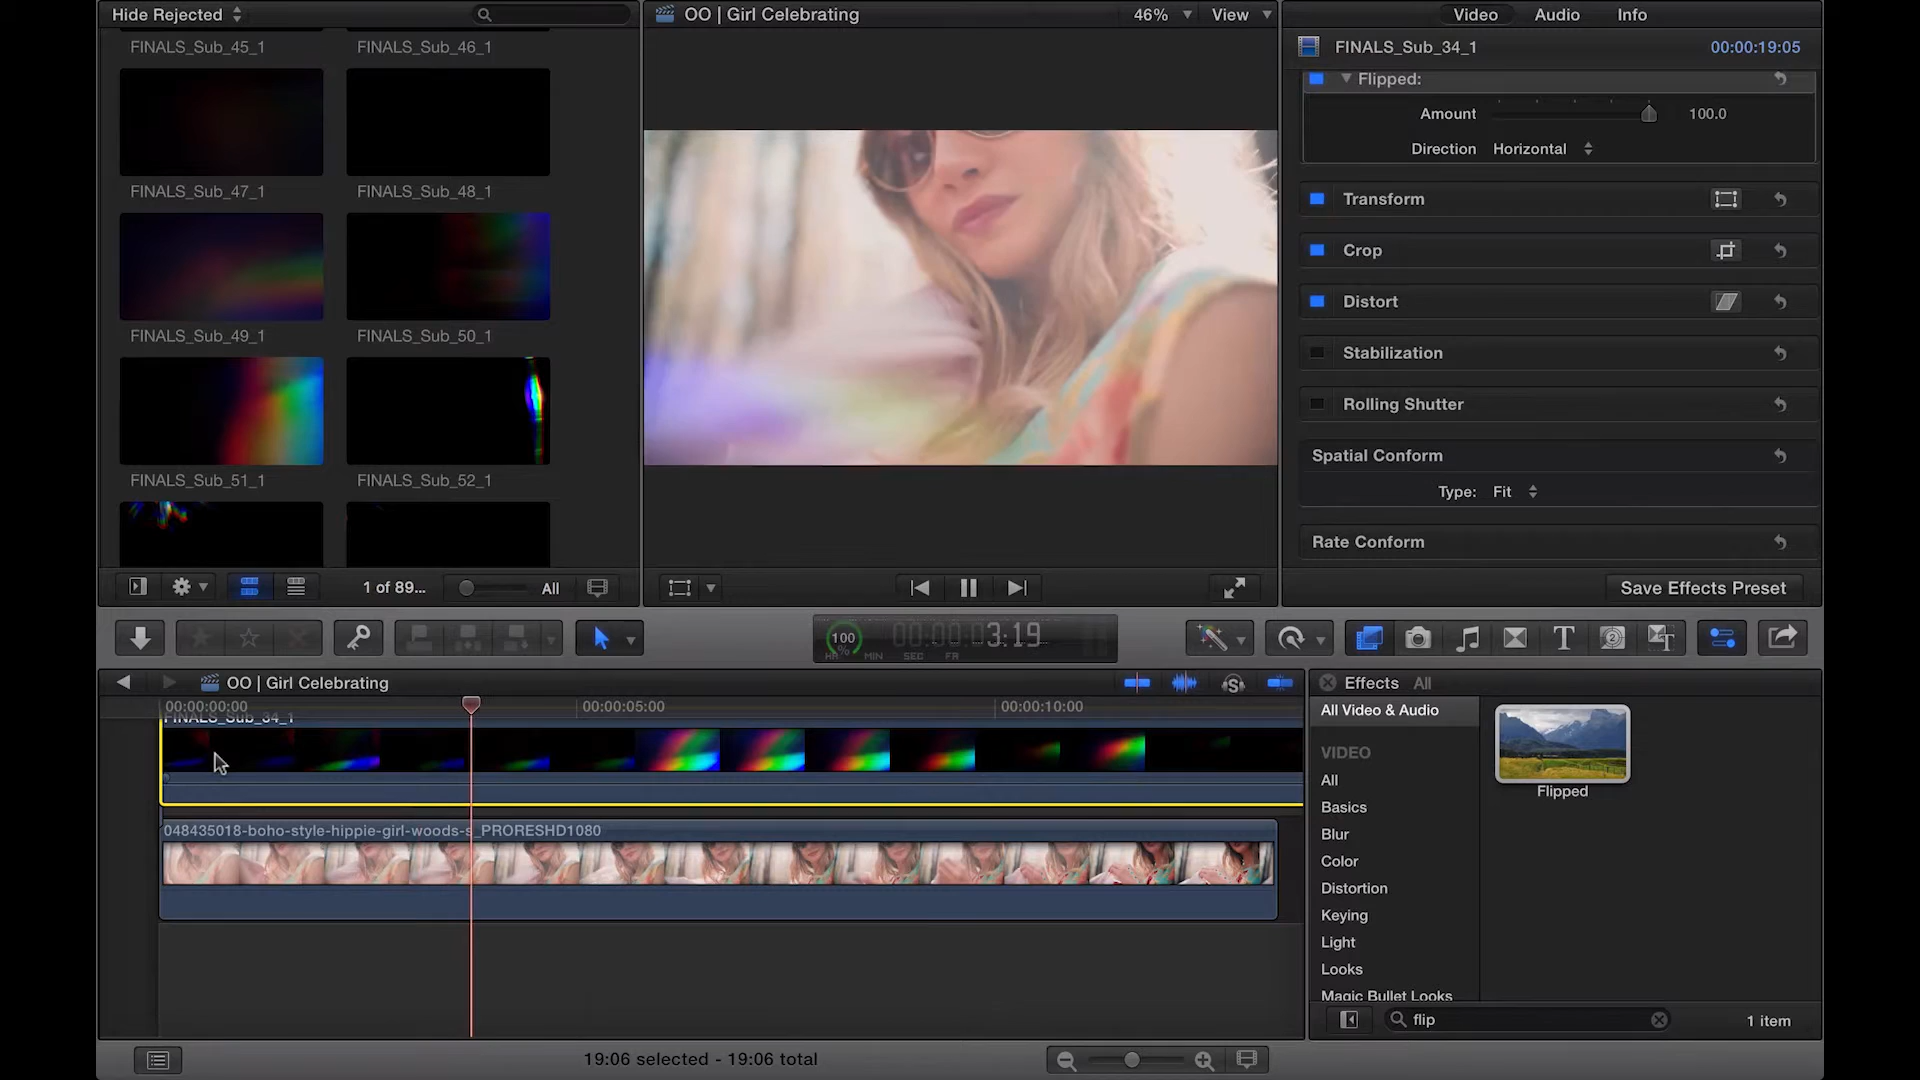 Hide Rejected
FINALS_Sub_45_1
FINALS_Sub_46_1
FINALS_Sub_47_1
FINALS_Sub_48_1
FINALS_Sub_49_1
FINALS_Sub_50_1
FINALS_Sub_51_1
FINALS_Sub_52_1
1 of 89...
All
OO | Girl Celebrating
46%
View
Video
Audio
Info
FINALS_Sub_34_1
00:00:19:05
Flipped:
Amount
100.0
Direction
Horizontal
Transform
Crop
Distort
Stabilization
Rolling Shutter
Spatial Conform
Type:
Fit
Rate Conform
Save Effects Preset
100
%
3:19
HR
MIN
SEC
FR
OO | Girl Celebrating
00:00:00:00
00:00:05:00
00:00:10:00
FINALS_Sub_34_1
048435018-boho-style-hippie-girl-woods-s_PRORESHD1080
Effects
All
All Video & Audio
VIDEO
All
Basics
Blur
Color
Distortion
Keying
Light
Looks
Magic Bullet Looks
Flipped
flip
1 item
19:06 selected - 19:06 total